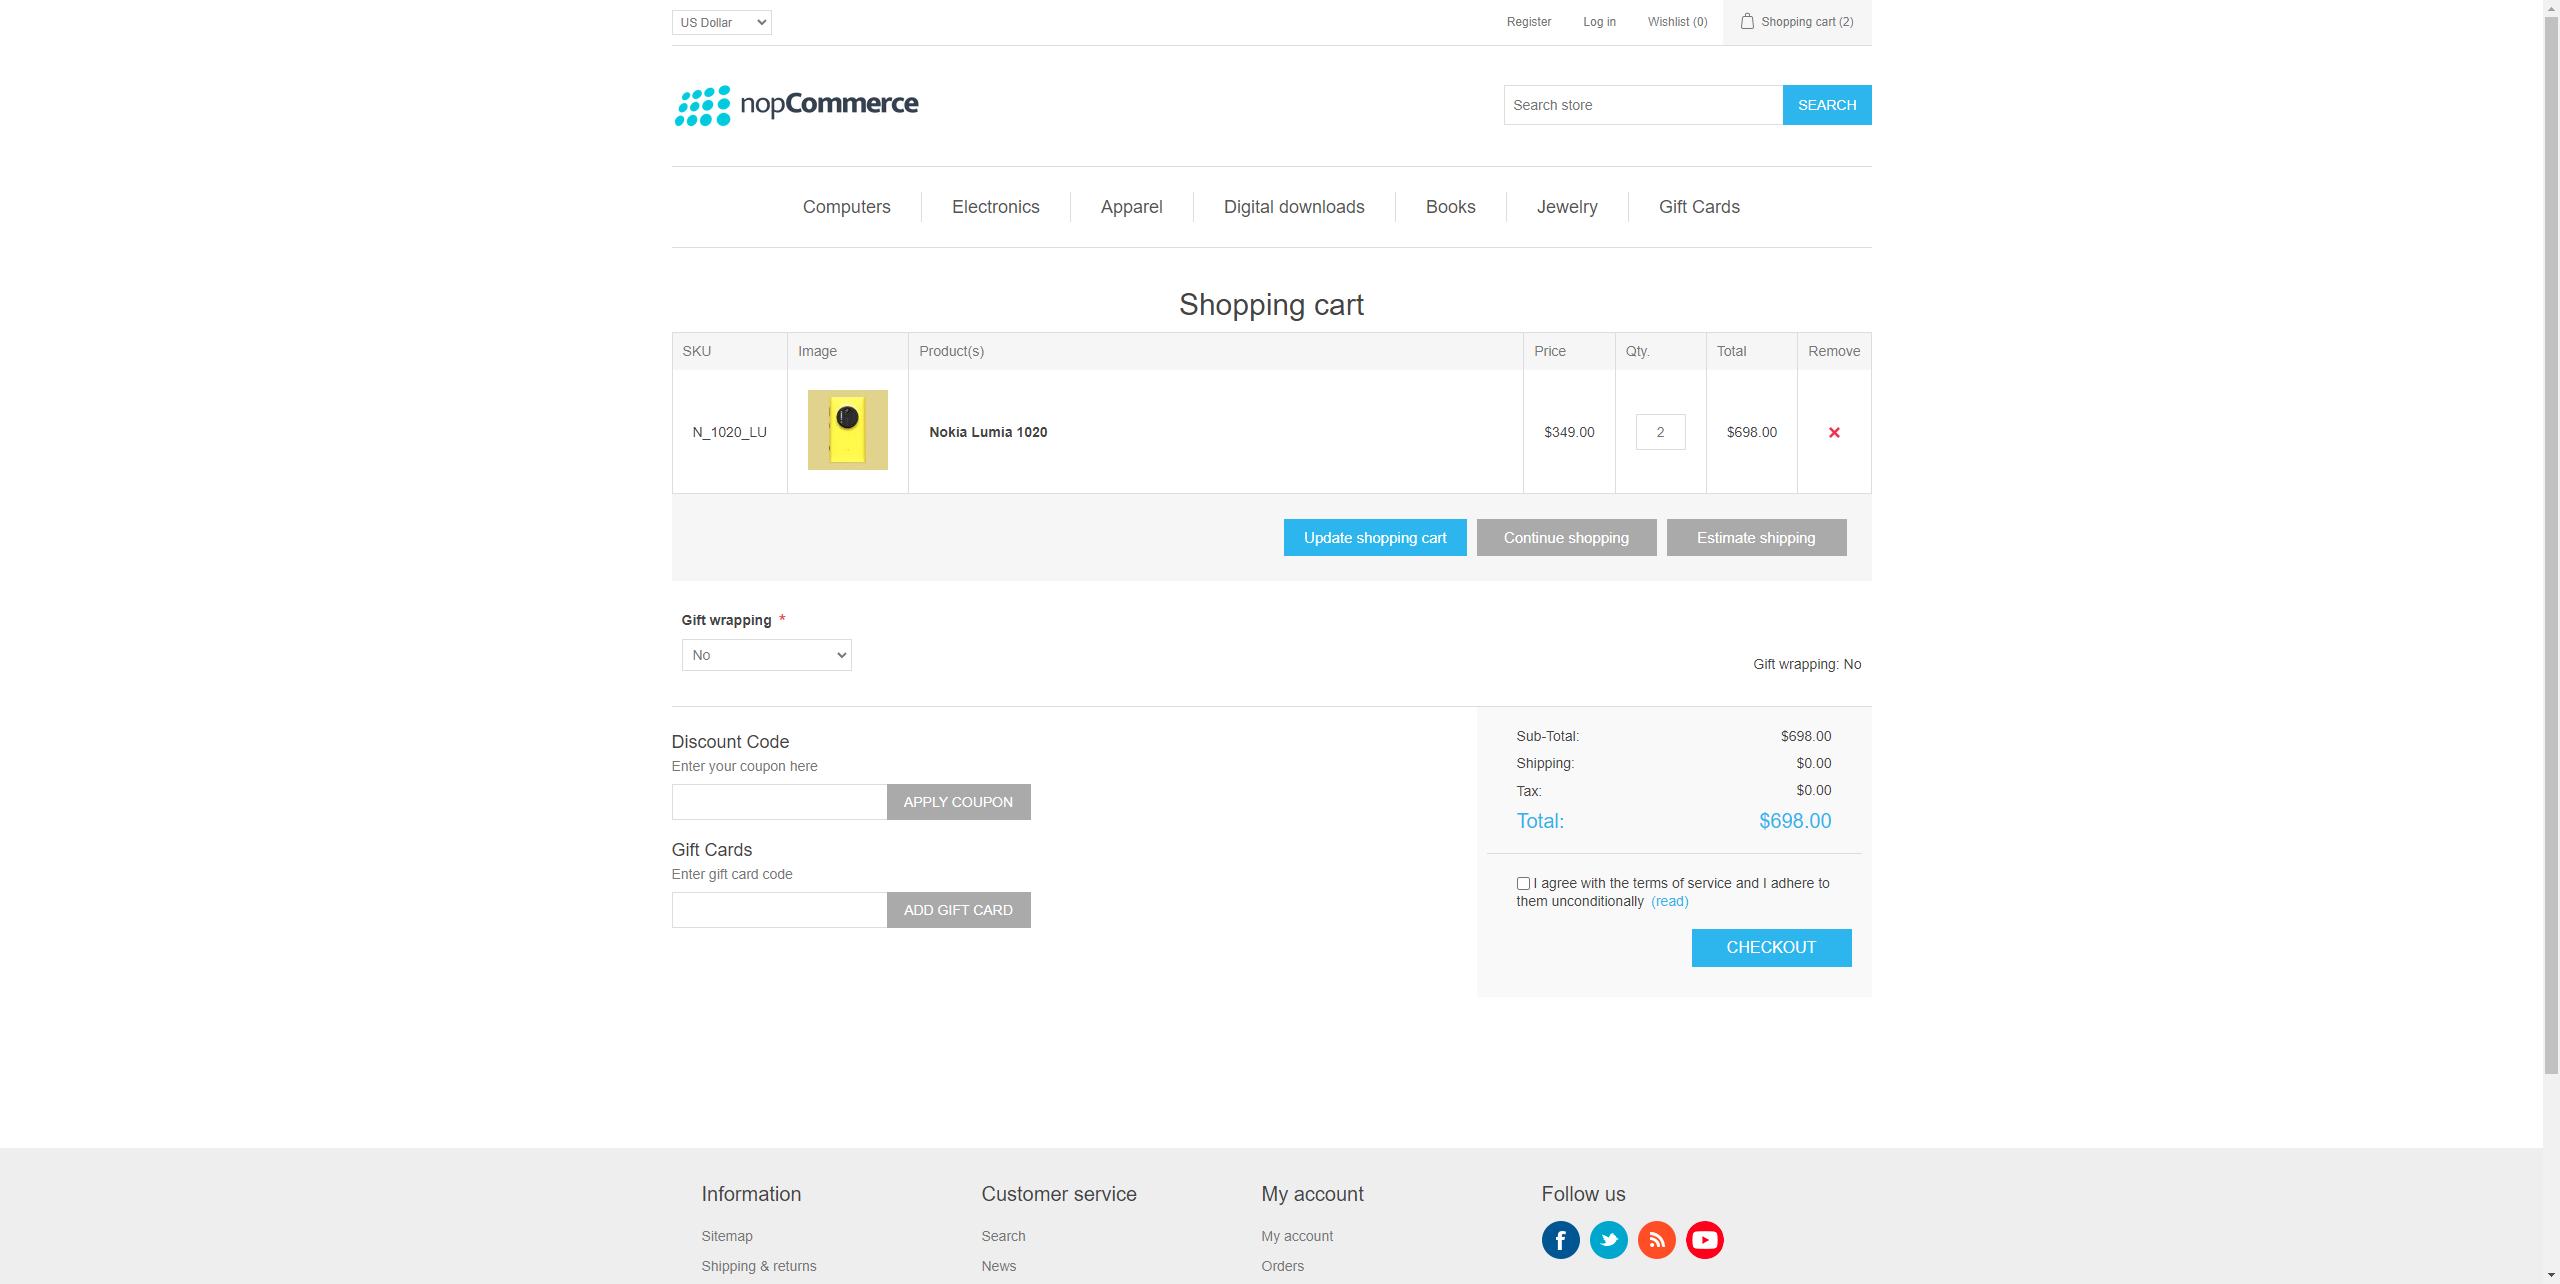 US Dollar
Register
Log in
Wishlist (0)
Shopping cart (2)
nopCommerce
Search store
SEARCH
Computers
Electronics
Apparel
Digital downloads
Books
Jewelry
Gift Cards
Shopping cart
SKU
Image
Product(s)
Price
Qty.
Total
Remove
N_1020_LU
Nokia Lumia 1020
$349.00
2
$698.00
Update shopping cart
Continue shopping
Estimate shipping
Gift wrapping *
No
Gift wrapping: No
Discount Code
Enter your coupon here
APPLY COUPON
Gift Cards
Enter gift card code
ADD GIFT CARD
Sub-Total: $698.00
Shipping: $0.00
Tax: $0.00
Total: $698.00
I agree with the terms of service and I adhere to
them unconditionally (read)
CHECKOUT
Information
Sitemap
Shipping & returns
Customer service
Search
News
My account
My account
Orders
Follow us